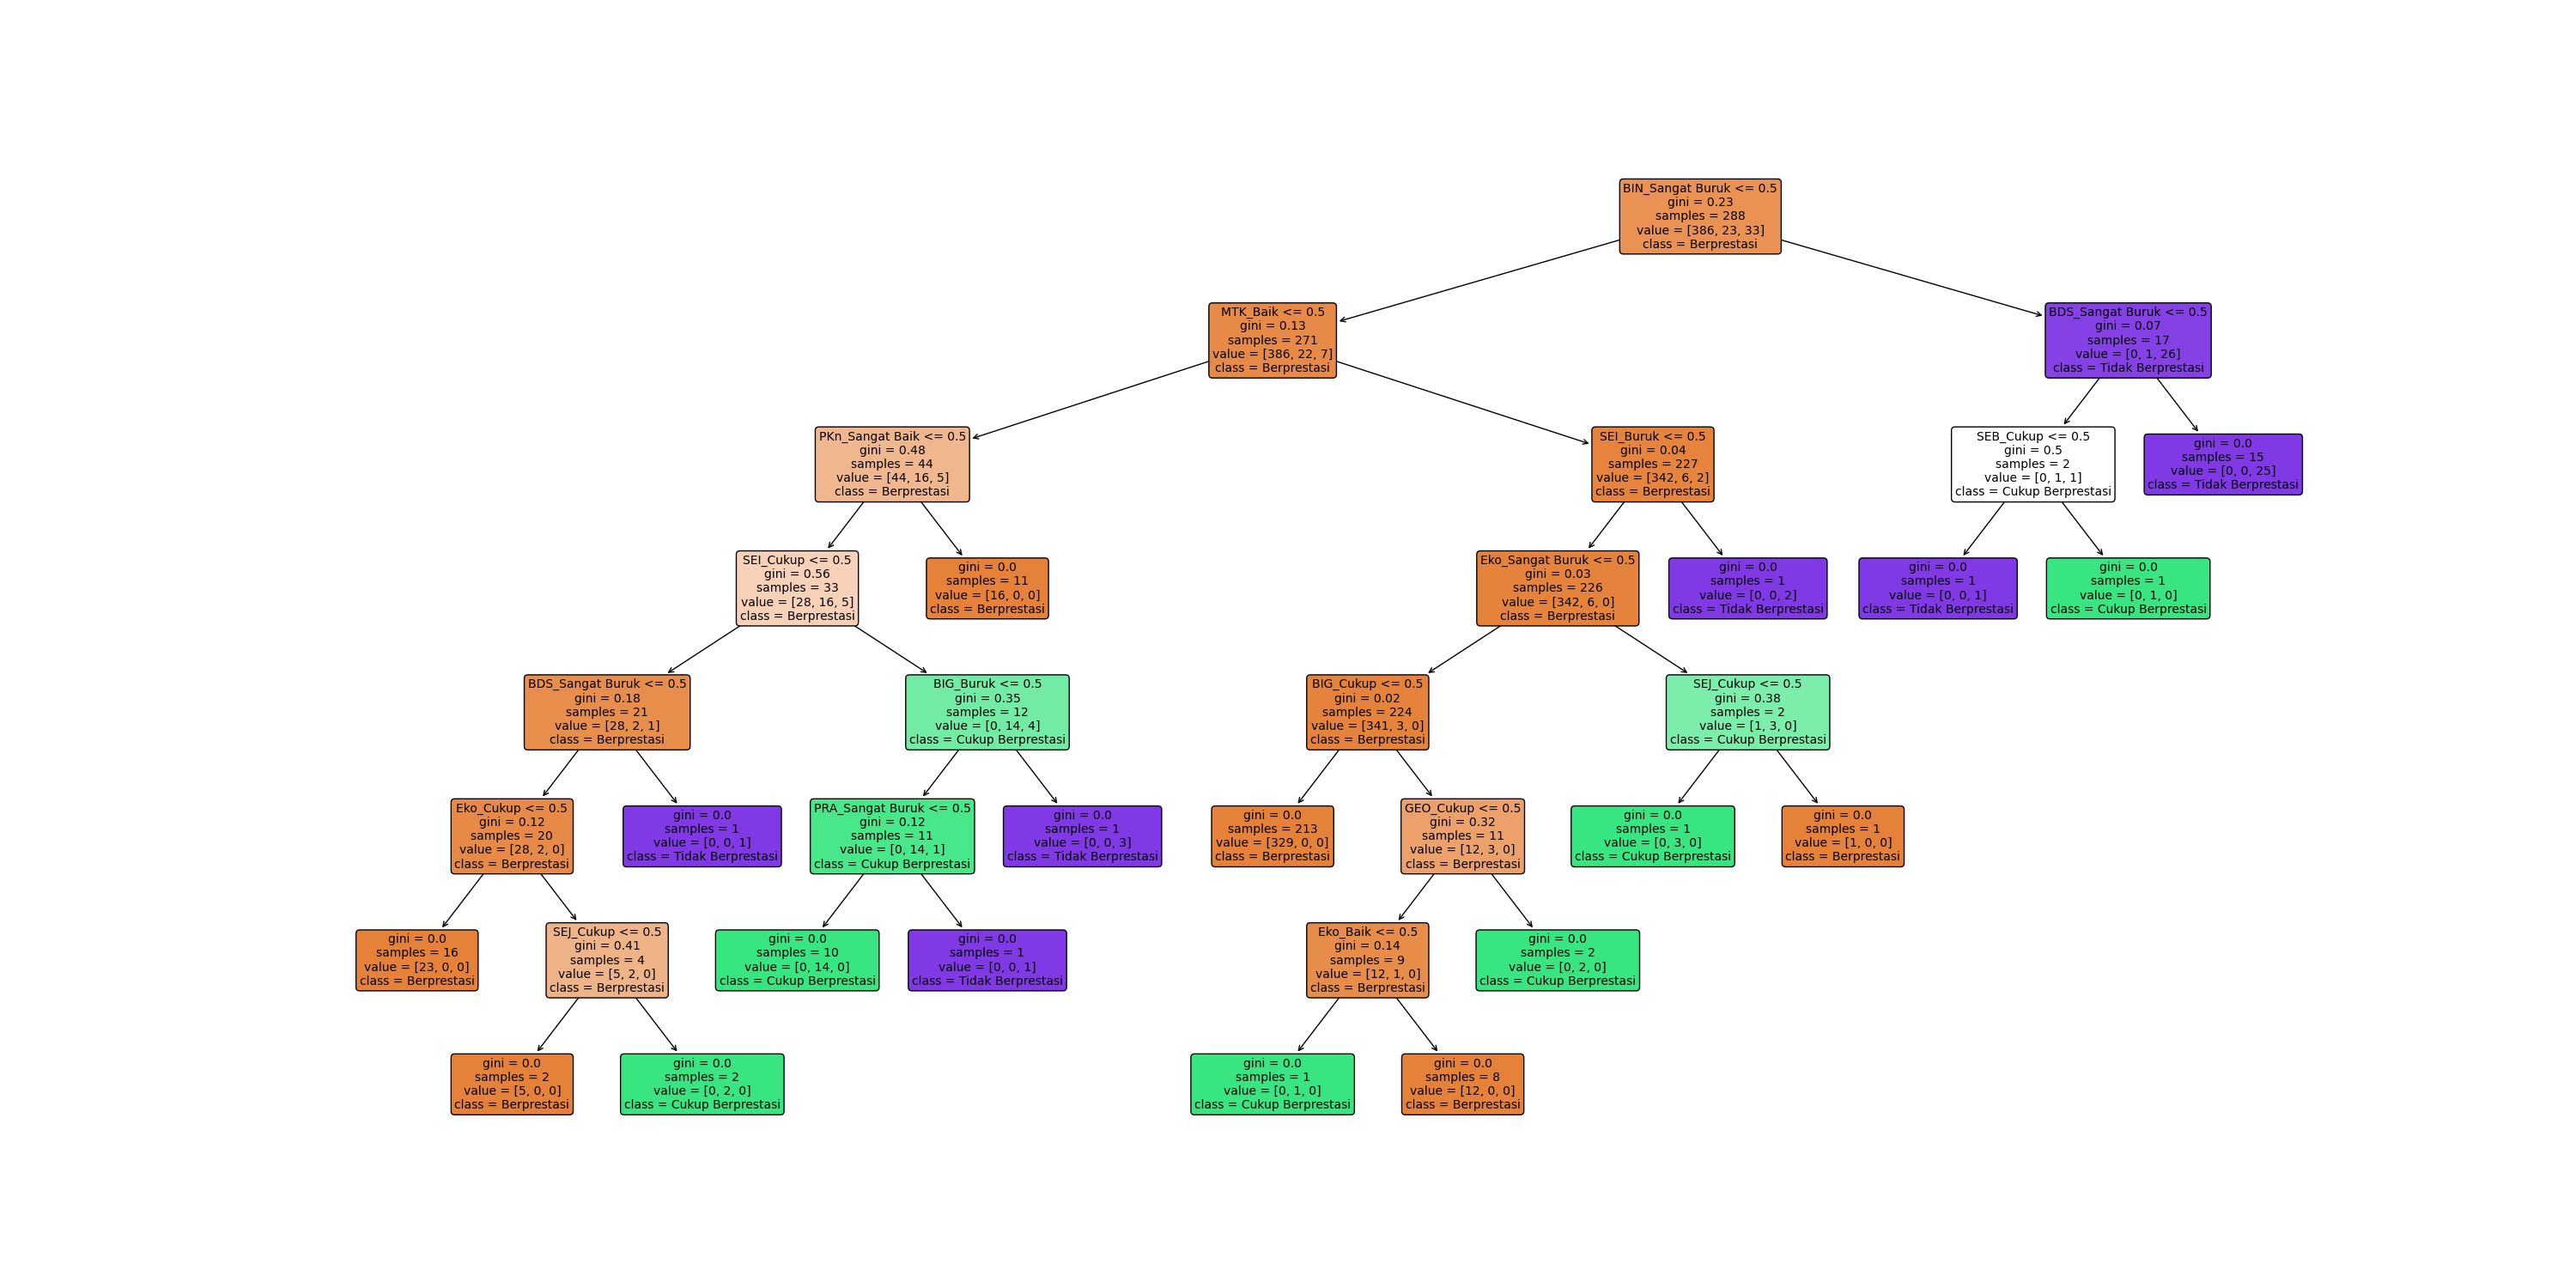 BIN_Sangat Buruk <= 0.5
gini = 0.23
samples = 288
value = [386, 23, 33]
class = Berprestasi
MTK_Baik <= 0.5
gini = 0.13
samples = 271
value = [386, 22, 7]
class = Berprestasi
BDS_Sangat Buruk <= 0.5
gini = 0.07
samples = 17
value = [0, 1, 26]
class = Tidak Berprestasi
PKn_Sangat Baik <= 0.5
gini = 0.48
samples = 44
value = [44, 16, 5]
class = Berprestasi
SEI_Buruk <= 0.5
gini = 0.04
samples = 227
value = [342, 6, 2]
class = Berprestasi
SEB_Cukup <= 0.5
gini = 0.5
samples = 2
value = [0, 1, 1]
class = Cukup Berprestasi
gini = 0.0
samples = 15
value = [0, 0, 25]
class = Tidak Berprestasi
SEI_Cukup <= 0.5
gini = 0.56
samples = 33
value = [28, 16, 5]
class = Berprestasi
gini = 0.0
samples = 11
value = [16, 0, 0]
class = Berprestasi
Eko_Sangat Buruk <= 0.5
gini = 0.03
samples = 226
value = [342, 6, 0]
class = Berprestasi
gini = 0.0
samples = 1
value = [0, 0, 2]
class = Tidak Berprestasi
gini = 0.0
samples = 1
value = [0, 0, 1]
class = Tidak Berprestasi
gini = 0.0
samples = 1
value = [0, 1, 0]
class = Cukup Berprestasi
BDS_Sangat Buruk <= 0.5
gini = 0.18
samples = 21
value = [28, 2, 1]
class = Berprestasi
BIG_Buruk <= 0.5
gini = 0.35
samples = 12
value = [0, 14, 4]
class = Cukup Berprestasi
BIG_Cukup <= 0.5
gini = 0.02
samples = 224
value = [341, 3, 0]
class = Berprestasi
SEJ_Cukup <= 0.5
gini = 0.38
samples = 2
value = [1, 3, 0]
class = Cukup Berprestasi
Eko_Cukup <= 0.5
gini = 0.12
samples = 20
value = [28, 2, 0]
class = Berprestasi
gini = 0.0
samples = 1
value = [0, 0, 1]
class = Tidak Berprestasi
PRA_Sangat Buruk <= 0.5
gini = 0.12
samples = 11
value = [0, 14, 1]
class = Cukup Berprestasi
gini = 0.0
samples = 1
value = [0, 0, 3]
class = Tidak Berprestasi
gini = 0.0
samples = 213
value = [329, 0, 0]
class = Berprestasi
GEO_Cukup <= 0.5
gini = 0.32
samples = 11
value = [12, 3, 0]
class = Berprestasi
gini = 0.0
samples = 1
value = [0, 3, 0]
class = Cukup Berprestasi
gini = 0.0
samples = 1
value = [1, 0, 0]
class = Berprestasi
gini = 0.0
samples = 16
value = [23, 0, 0]
class = Berprestasi
SEJ_Cukup <= 0.5
gini = 0.41
samples = 4
value = [5, 2, 0]
class = Berprestasi
gini = 0.0
samples = 10
value = [0, 14, 0]
class = Cukup Berprestasi
gini = 0.0
samples = 1
value = [0, 0, 1]
class = Tidak Berprestasi
Eko_Baik <= 0.5
gini = 0.14
samples = 9
value = [12, 1, 0]
class = Berprestasi
gini = 0.0
samples = 2
value = [0, 2, 0]
class = Cukup Berprestasi
gini = 0.0
samples = 2
value = [5, 0, 0]
class = Berprestasi
gini = 0.0
samples = 2
value = [0, 2, 0]
class = Cukup Berprestasi
gini = 0.0
samples = 1
value = [0, 1, 0]
class = Cukup Berprestasi
gini = 0.0
samples = 8
value = [12, 0, 0]
class = Berprestasi